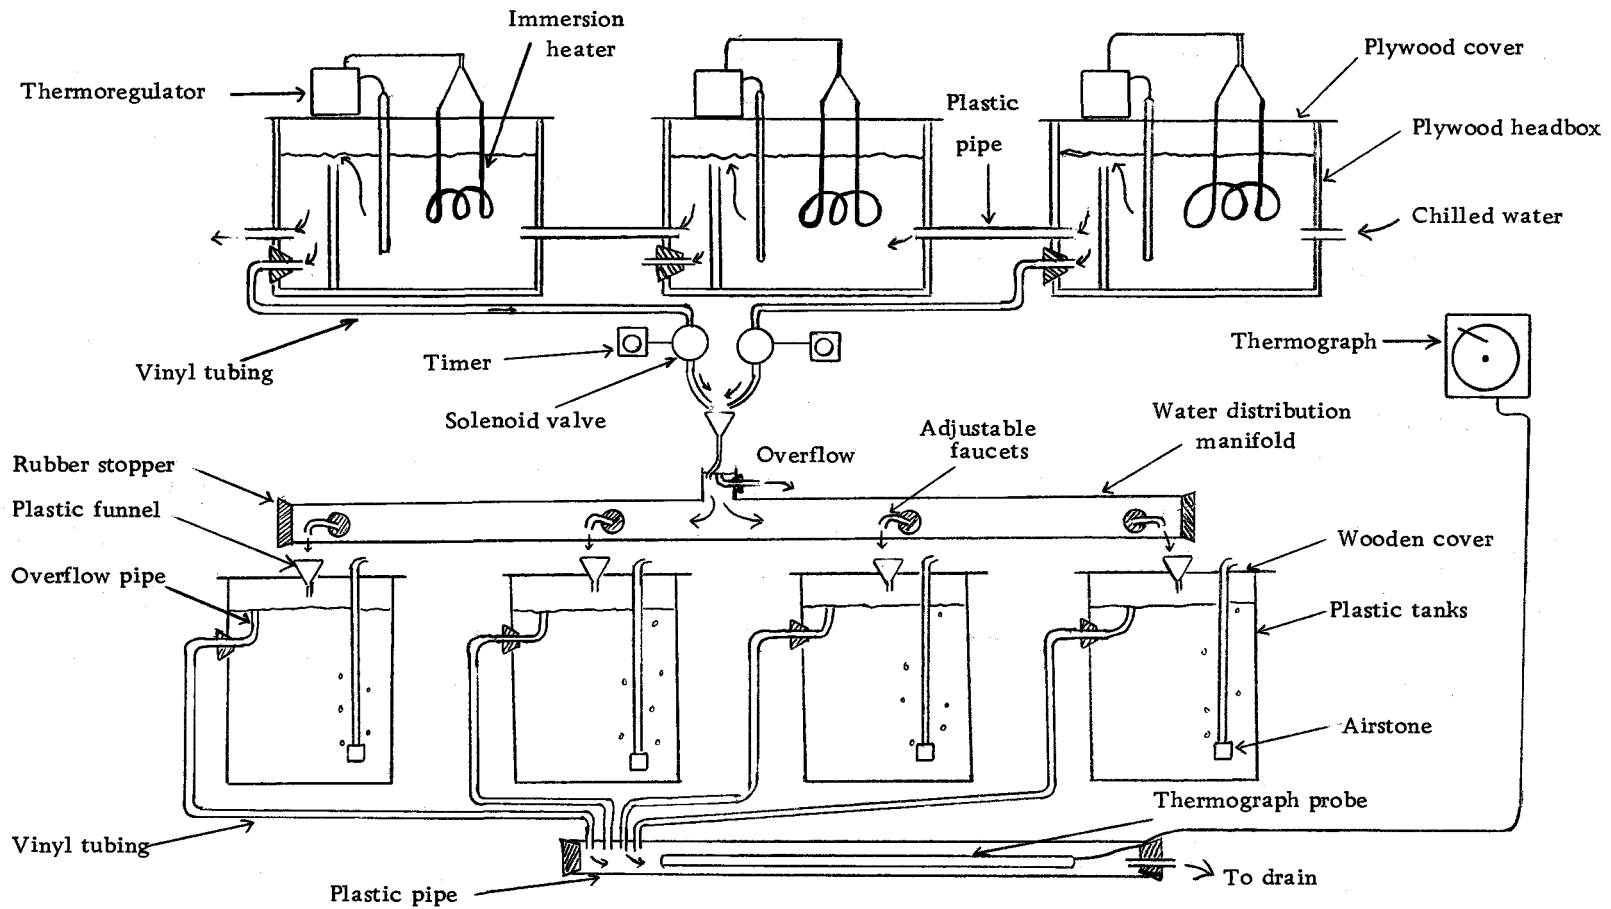 Immersion
heater
Plywood cover
Thermoregulator
Plastic
pipe
Plywood headbox
Chilled water
Vinyl tubing
Timer
Thermograph
Solenoid valve
Water distribution
manifold
Adjustable
faucets
Overflow
Rubber stopper
Plastic funnel
Wooden cover
Overflow pipe
Plastic tanks
Airstone
Thermograph probe
Vinyl tubing
Plastic pipe
To drain